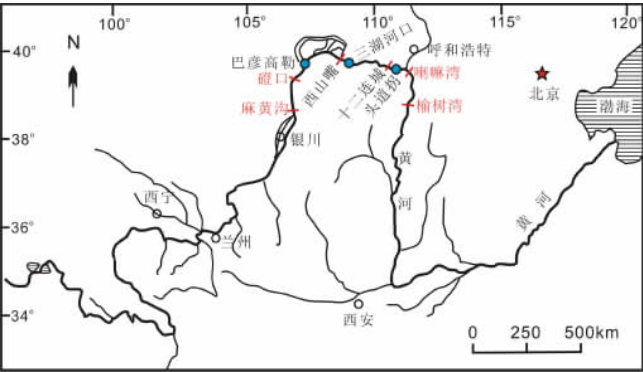 100°
105°
110°
115°
120°
40°
38°
36°
34°
N
巴彦高勒
三湖河口
呼和浩特
磴口
西山嘴
十二连城
头道拐
喇嘛湾
北京
渤海
麻黄沟
榆树湾
银川
黄河
西宁
兰州
黄河
西安
0 250 500km